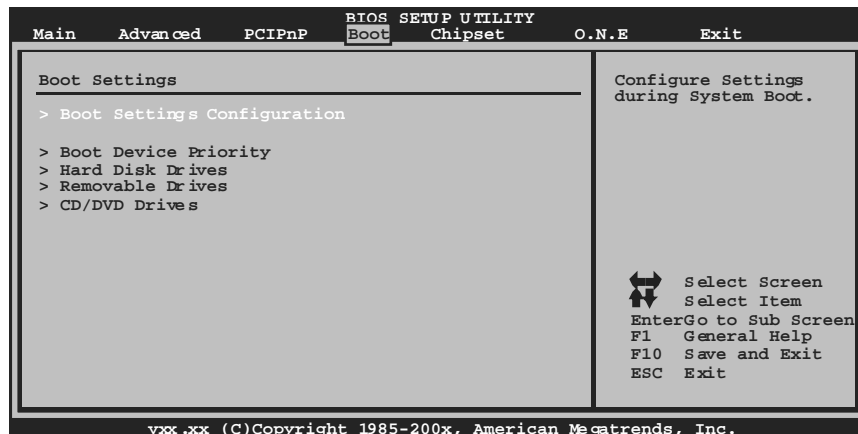 BIOS SETUP UTILITY
Main Advanced PCIPnP Boot Chipset O.N.E Exit
Boot Settings
> Boot Settings Configuration
> Boot Device Priority
> Hard Disk Drives
> Removable Drives
> CD/DVD Drives
Configure Settings
during System Boot.
Select Screen
Select Item
EnterGo to Sub Screen
F1 General Help
F10 Save and Exit
ESC Exit
vxx.xx (C)Copyright 1985-200x, American Megatrends, Inc.